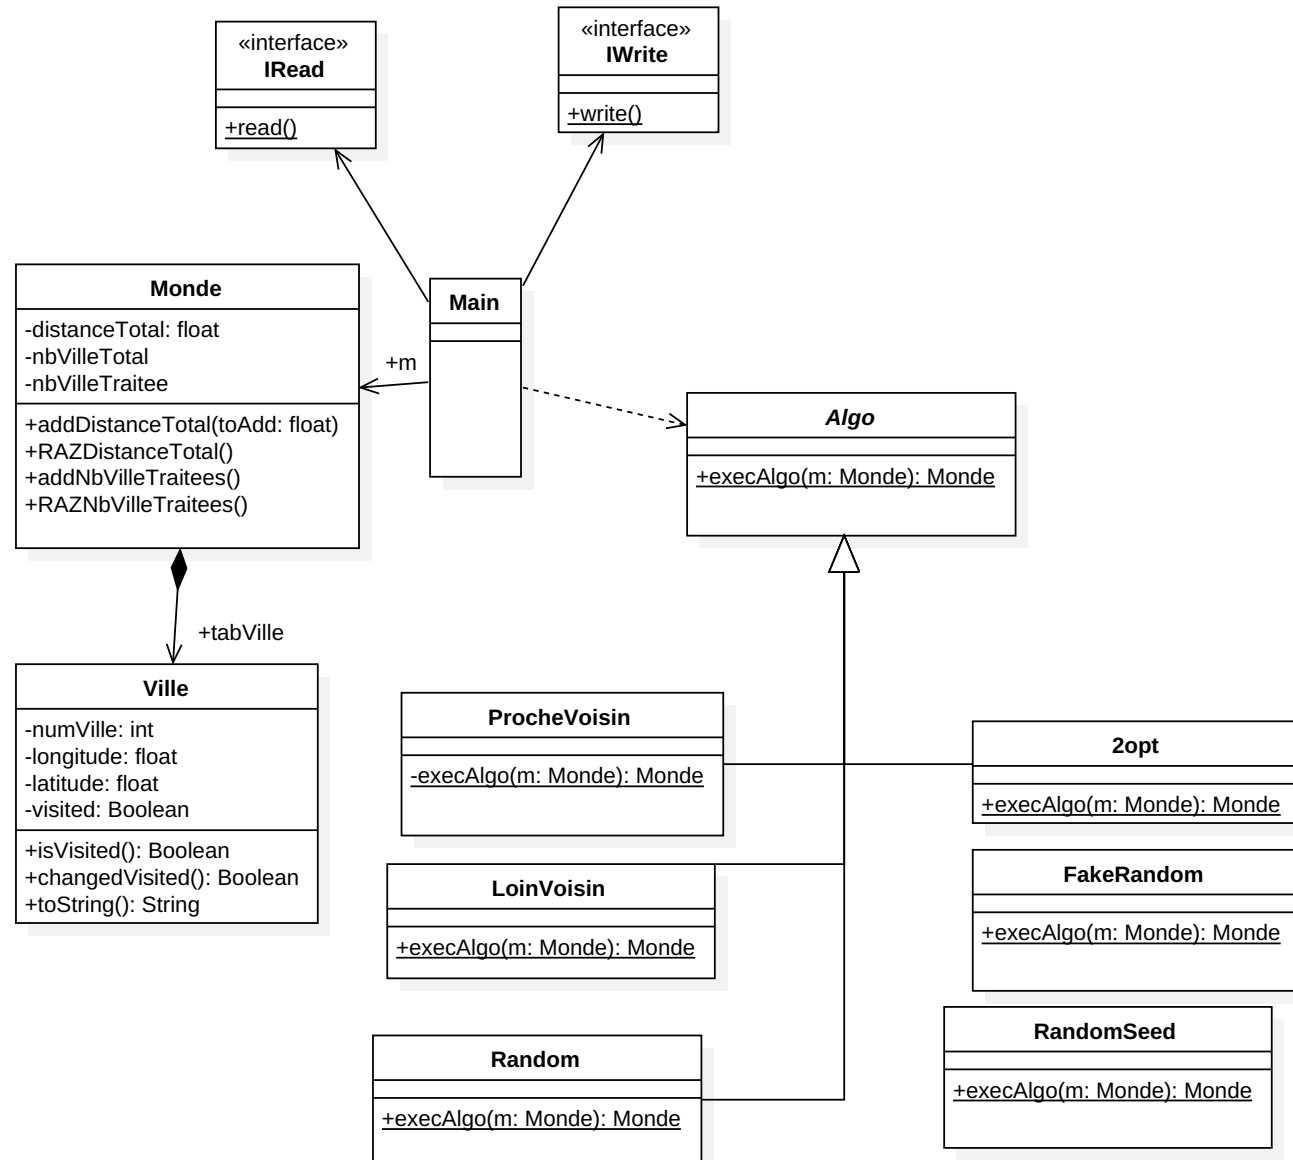 «interface»
IRead
+read()
«interface»
IWrite
+write()
Monde
-distanceTotal: float
-nbVilleTotal
-nbVilleTraitee
+addDistanceTotal(toAdd: float)
+RAZDistanceTotal()
+addNbVilleTraitees()
+RAZNbVilleTraitees()
+m
Main
Algo
+execAlgo(m: Monde): Monde
+tabVille
Ville
-numVille: int
-longitude: float
-latitude: float
-visited: Boolean
+isVisited(): Boolean
+changedVisited(): Boolean
+toString(): String
ProcheVoisin
-execAlgo(m: Monde): Monde
2opt
+execAlgo(m: Monde): Monde
LoinVoisin
+execAlgo(m: Monde): Monde
FakeRandom
+execAlgo(m: Monde): Monde
Random
+execAlgo(m: Monde): Monde
RandomSeed
+execAlgo(m: Monde): Monde